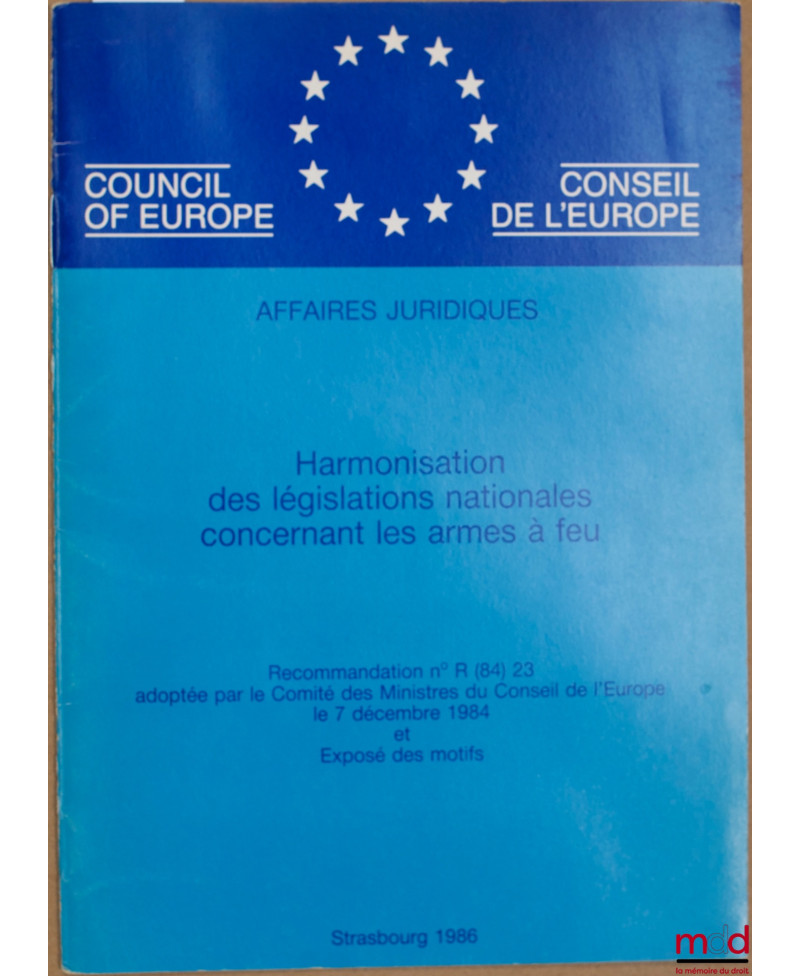 COUNCIL
OF EUROPE
CONSEIL
DE L'EUROPE
AFFAIRES JURIDIQUES
Harmonisation
des législations nationales
concernant les armes à feu
Recommandation nº R (84) 23
adoptée par le Comité des Ministres du Conseil de l'Europe
le 7 décembre 1984
et
Exposé des motifs
Strasbourg 1986
mdd
la mémoire du droit